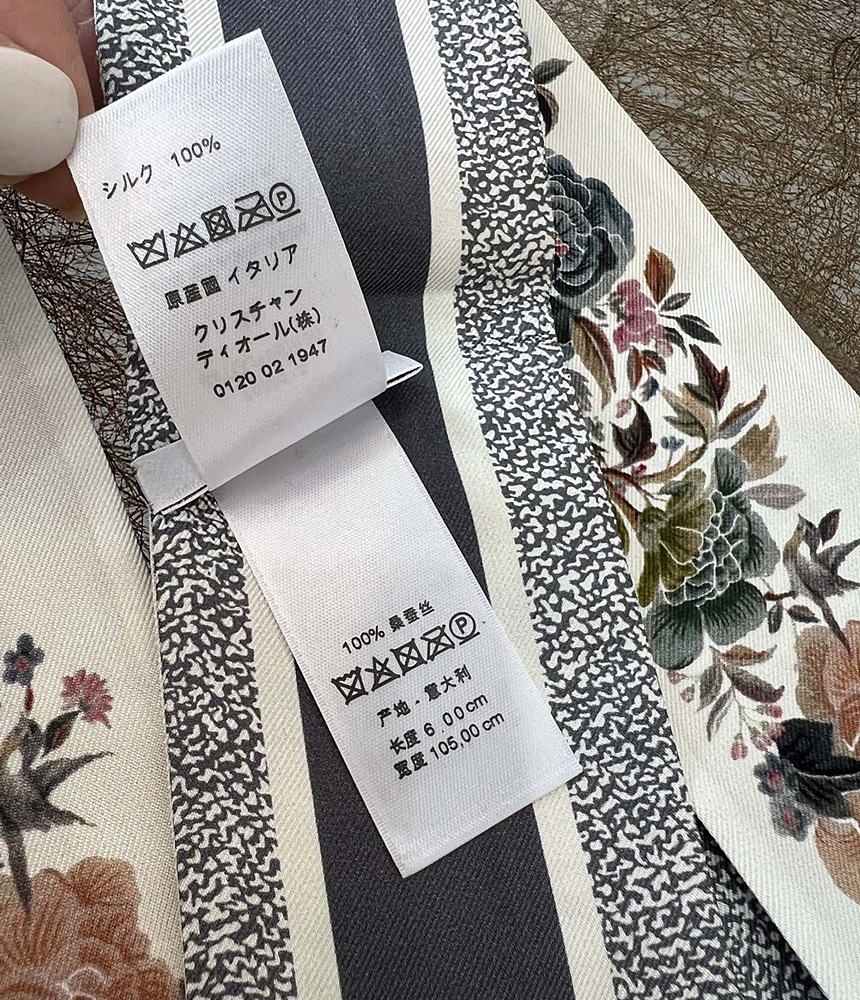 シルク 100%
P
原産國 イタリア
クリスチャン
ディオール(株)
0120 02 1947
100% 桑蚕丝
P
产地 - 意大利
长度 6,00cm
宽度 105,00cm